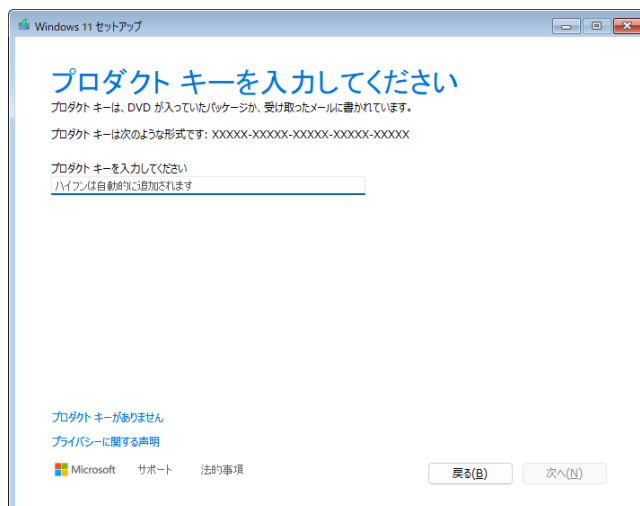 Windows 11 セットアップ
プロダクト キーを入力してください
プロダクト キーは、DVD が入っていたパッケージか、受け取ったメールに書かれています。
プロダクト キーは次のような形式です: XXXXX-XXXXX-XXXXX-XXXXX-XXXXX
プロダクト キーを入力してください
ハイフンは自動的に追加されます
プロダクト キーがありません
プライバシーに関する声明
Microsoft サポート 法的事項 戻る(B) 次へ(N)